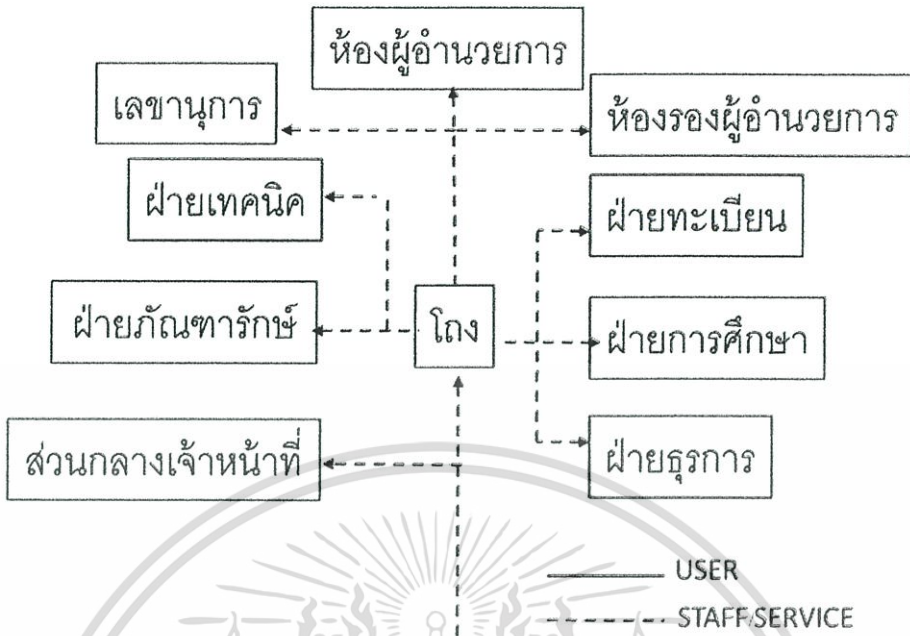 ห้องผู้อำนวยการ
เลขานุการ
ห้องรองผู้อำนวยการ
ฝ่ายเทคนิค
ฝ่ายทะเบียน
ฝ่ายภัณฑารักษ์
โถง
ฝ่ายการศึกษา
ส่วนกลางเจ้าหน้าที่
ฝ่ายธุรการ
USER
STAFF/SERVICE